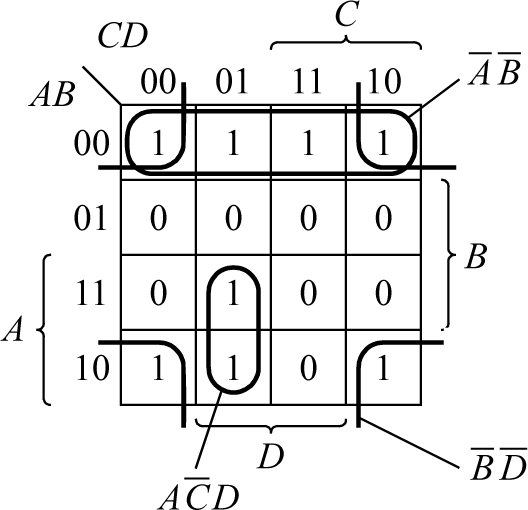 C
CD
00 01 11 10
A̅ B̅
AB
00 1 1 1 1
01 0 0 0 0
B
11 0 1 0 0
A
10 1 1 0 1
D
B̅ D̅
A C̅ D